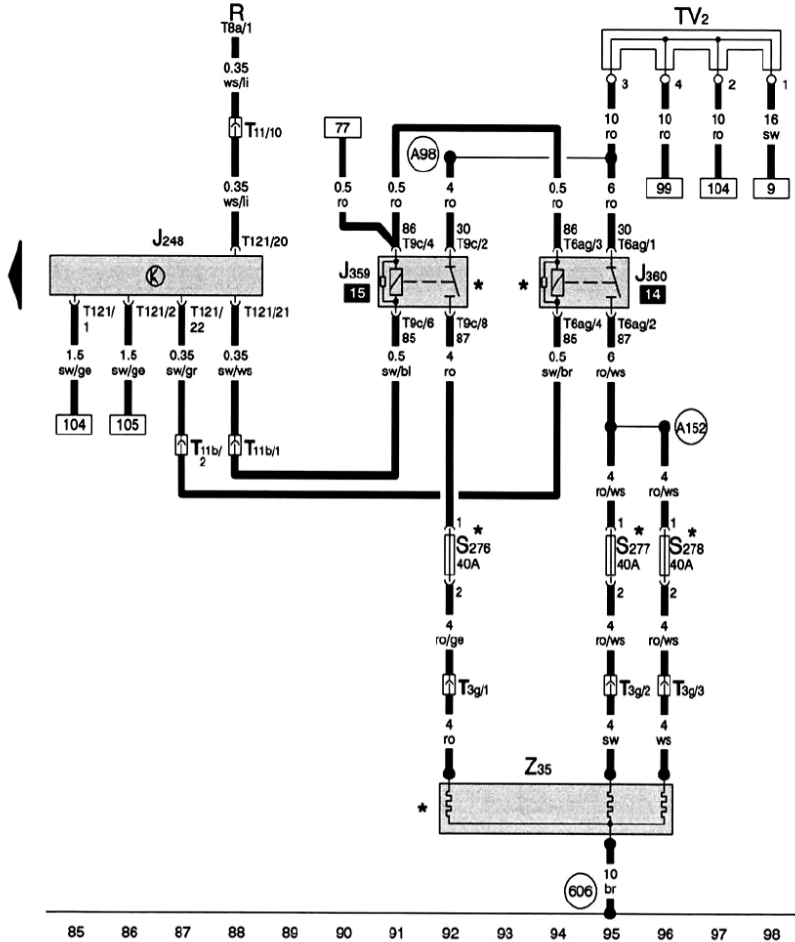 R
T8a/1
TV2
3 4 2 1
0.35
ws/li
10 10 10 16
ro ro ro sw
T11/10
77
A98
99 104 9
0.35
ws/li
0.5 0.5 4 0.5 6
ro ro ro ro ro
J248
T121/20
86 30 86 30
T9c/4 T9c/2 T6ag/3 T6ag/1
K
J359
15
*
*
J360
14
T121/
1
T121/2
T121/
22
T121/21
T9c/6 T9c/8 T6ag/4 T6ag/2
85 87 85 87
1.5 1.5 0.35 0.35 0.5 4 0.5 6
sw/ge sw/ge sw/gr sw/ws sw/bl ro sw/br ro/ws
104 105
A152
T11b/
2
T11b/1
4 4
ro/ws ro/ws
1 * 1 * 1 *
S276 S277 S278
40A 40A 40A
2 2 2
4 4 4
ro/ge ro/ws ro/ws
T3g/1 T3g/2 T3g/3
4 4 4
ro sw ws
Z35
*
10
br
606
85 86 87 88 89 90 91 92 93 94 95 96 97 98